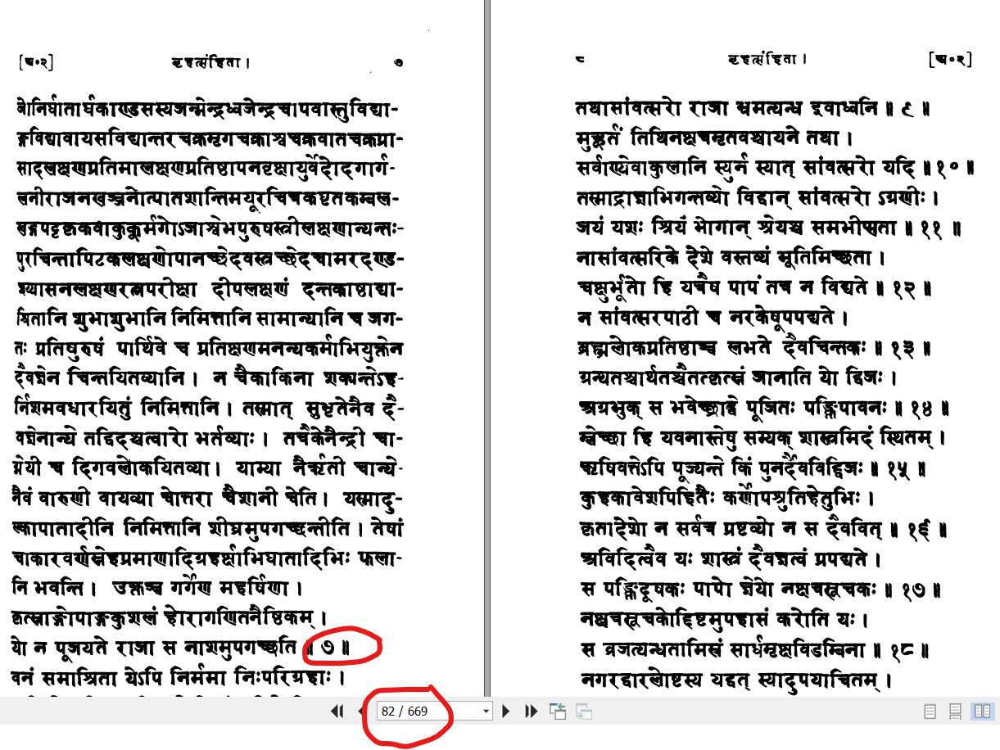 [अ॰२] बृहत्संहिता । ७
जोनिर्घातार्घकाण्डसस्यजन्मेन्द्रध्वजेन्द्रचापवास्तुविद्या-
ङ्गविद्यावायसविद्यान्तरचक्रमृगचक्राश्वचक्रवातचक्रप्रा-
सादलक्षणप्रतिमालक्षणप्रतिष्ठापनवृक्षायुर्वेदोदगार्ग-
लनीराजनखञ्जनोत्पातशान्तिमयूरचित्रकघृतकम्बल
खड्गपट्टकृकवाकुकूर्मगोऽजाश्वेभपुरुषस्त्रीलक्षणान्यन्तः-
पुरचिन्तापिटकलक्षणोपानच्छेदवस्त्रच्छेदचामरदण्ड-
शय्यासनलक्षणरत्नपरीक्षा दीपलक्षणं दन्तकाष्ठाद्या-
श्रितानि शुभाशुभानि निमित्तानि सामान्यानि च जग-
तः प्रतिपुरुषं पार्थिवे च प्रतिक्षणमनन्यकर्माभियुक्तेन
दैवज्ञेन चिन्तयितव्यानि । न चैकाकिना शक्यन्तेऽह-
र्निशमवधारयितुं निमित्तानि । तस्मात् सुभृतेनैव दै-
वज्ञेनान्ये तद्विदश्चत्वारो भर्तव्याः । तत्रैकेनैन्द्री चा-
ग्नेयी च दिगवलोकयितव्या । याम्या नैर्ऋती चान्ये-
नैवं वारुणी वायव्या चोत्तरा चैशानी चेति । यस्मादु-
ल्कापातादीनि निमित्तानि शीघ्रमुपगच्छन्तीति । तेषां
चाकारवर्णस्नेहप्रमाणादिग्रहर्क्षाभिघातादिभिः फला-
नि भवन्ति । उक्तञ्च गर्गेण महर्षिणा ।
कृत्स्नाङ्गोपाङ्गकुशलं होरागणितनैष्ठिकम् ।
यो न पूजयते राजा स नाशमुपगच्छति ॥ ७ ॥
वनं समाश्रिता येऽपि निर्ममा निःपरिग्रहाः ।
८ बृहत्संहिता । [अ॰२]
तथासांवत्सरो राजा भ्रमत्यन्ध इवाध्वनि ॥ ९ ॥
मुहूर्तं तिथिनक्षत्रमृतवश्चायने तथा ।
सर्वाण्येवाकुलानि स्युर्न स्यात् सांवत्सरो यदि ॥ १० ॥
तस्माद्राज्ञाभिगन्तव्यो विद्वान् सांवत्सरो ऽग्रणीः ।
जयं यशः श्रियं भोगान् श्रेयश्च समभीप्सता ॥ ११ ॥
नासांवत्सरिके देशे वस्तव्यं भूतिमिच्छता ।
चक्षुर्भूतो हि यत्रैष पापं तत्र न विद्यते ॥ १२ ॥
न सांवत्सरपाठी च नरकेषूपपद्यते ।
ब्रह्मलोकप्रतिष्ठाञ्च लभते दैवचिन्तकः ॥ १३ ॥
ग्रन्थतश्चार्थतश्चैतत्कृत्स्नं जानाति यो द्विजः ।
अग्रभुक् स भवेच्छ्राद्धे पूजितः पङ्क्तिपावनः ॥ १४ ॥
म्लेच्छा हि यवनास्तेषु सम्यक् शास्त्रमिदं स्थितम् ।
ऋषिवत्तेऽपि पूज्यन्ते किं पुनर्दैवविद्द्विजः ॥ १५ ॥
कुहकावेशपिहितैः कर्णोपश्रुतिहेतुभिः ।
कृतादेशो न सर्वत्र प्रष्टव्यो न स दैववित् ॥ १६ ॥
अविदित्वैव यः शास्त्रं दैवज्ञत्वं प्रपद्यते ।
स पङ्क्तिदूषकः पापो ज्ञेयो नक्षत्रसूचकः ॥ १७ ॥
नक्षत्रसूचकोद्दिष्टमुपहासं करोति यः ।
स व्रजत्यन्धतामिस्रं सार्धमृक्षविडम्बिना ॥ १८ ॥
नगरद्वारलोष्टस्य यद्वत् स्यादुपयाचितम् ।
82 / 669